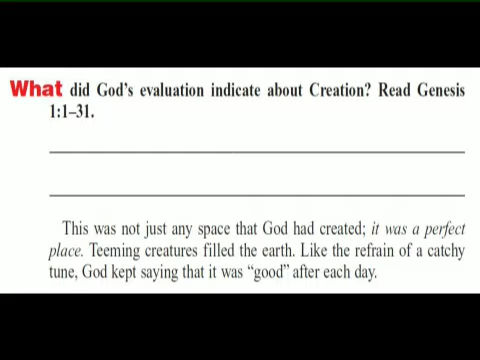 What did God's evaluation indicate about Creation? Read Genesis
1:1–31.
This was not just any space that God had created; it was a perfect
place. Teeming creatures filled the earth. Like the refrain of a catchy
tune, God kept saying that it was “good” after each day.